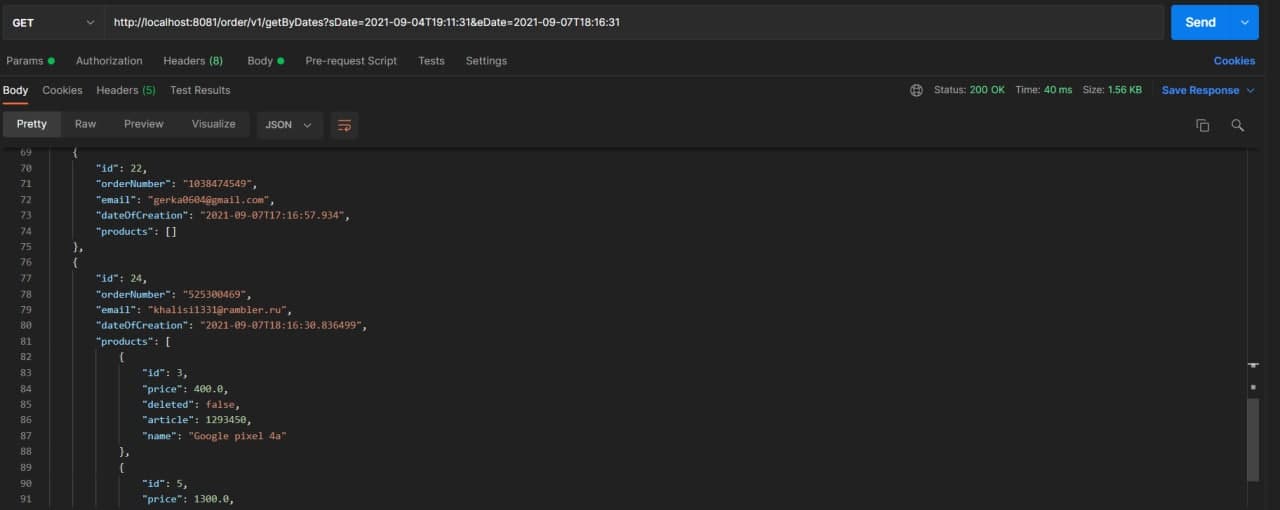 GET http://localhost:8081/order/v1/getByDates?sDate=2021-09-04T19:11:31&eDate=2021-09-07T18:16:31 Send
Params Authorization Headers (8) Body Pre-request Script Tests Settings Cookies
Body Cookies Headers (5) Test Results Status: 200 OK Time: 40 ms Size: 1.56 KB Save Response
Pretty Raw Preview Visualize JSON
69 {
70 "id": 22,
71 "orderNumber": "1038474549",
72 "email": "gerka0604@gmail.com",
73 "dateOfCreation": "2021-09-07T17:16:57.934",
74 "products": []
75 },
76 {
77 "id": 24,
78 "orderNumber": "525300469",
79 "email": "khalisi1331@rambler.ru",
80 "dateOfCreation": "2021-09-07T18:16:30.836499",
81 "products": [
82 {
83 "id": 3,
84 "price": 400.0,
85 "deleted": false,
86 "article": 1293450,
87 "name": "Google pixel 4a"
88 },
89 {
90 "id": 5,
91 "price": 1300.0,